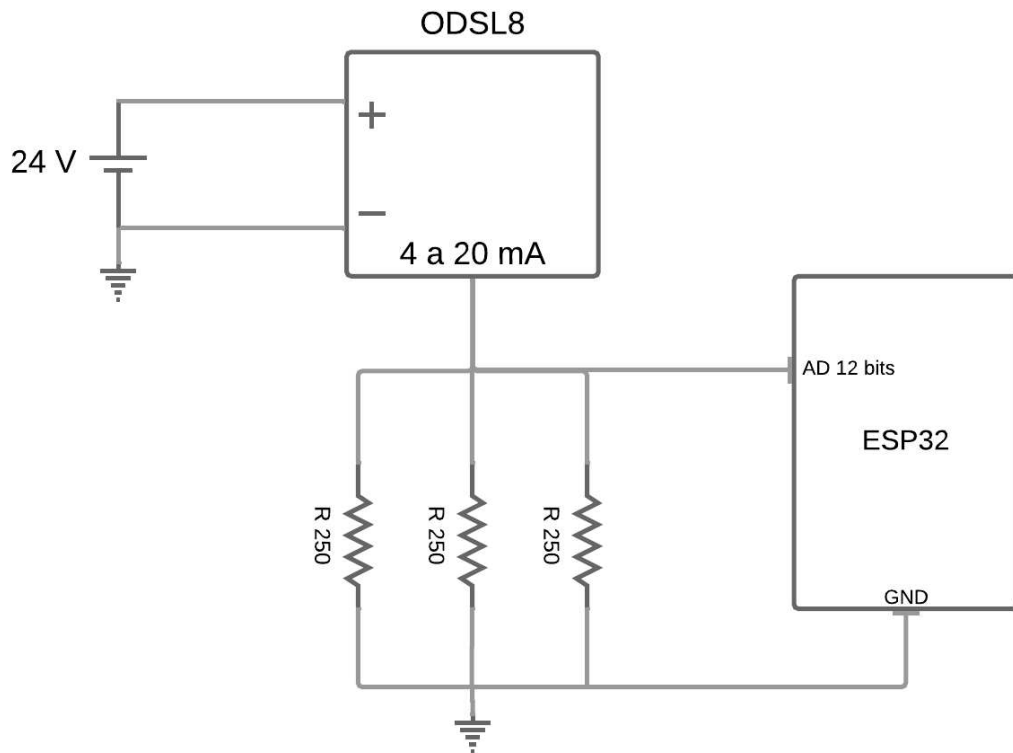 ODSL8
24 V
+
−
4 a 20 mA
AD 12 bits
ESP32
R 250
R 250
R 250
GND